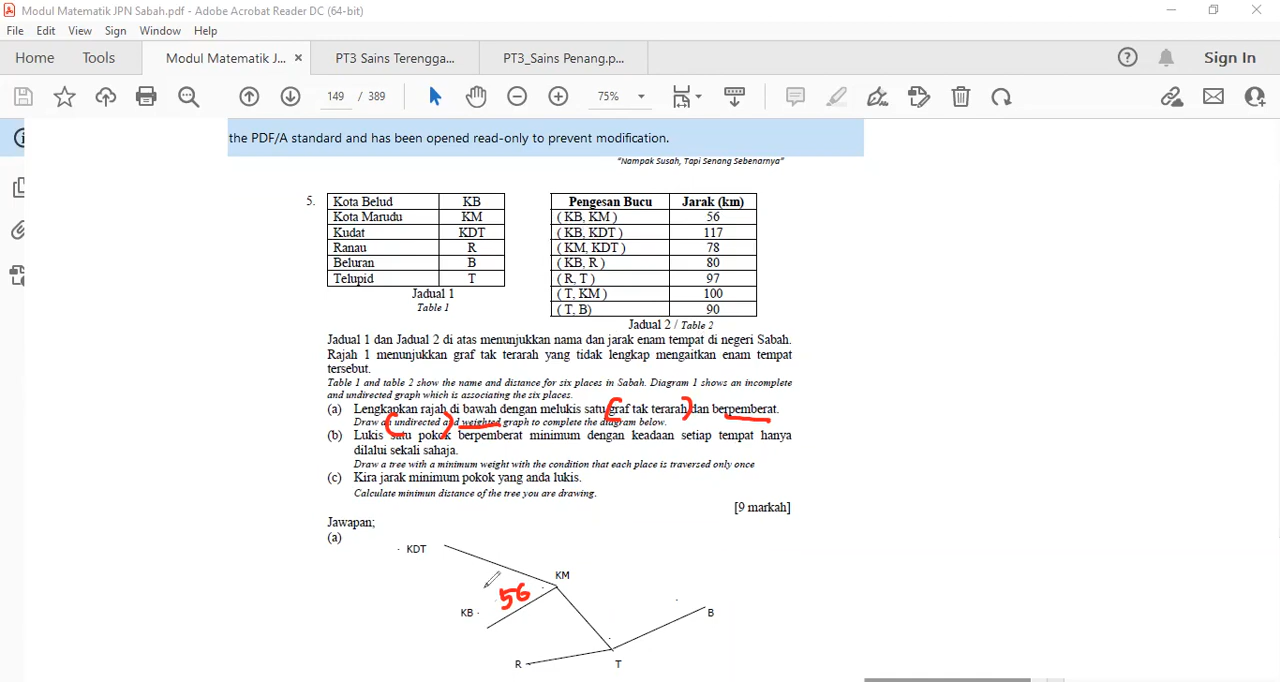 Modul Matematik JPN Sabah.pdf - Adobe Acrobat Reader DC (64-bit)
File Edit View Sign Window Help
Home Tools Modul Matematik J... × PT3 Sains Terengga... PT3_Sains Penang.p... Sign In
149 / 389 75%
the PDF/A standard and has been opened read-only to prevent modification.
"Nampak Susah, Tapi Senang Sebenarnya"
5.
Kota Belud KB
Kota Marudu KM
Kudat KDT
Ranau R
Beluran B
Telupid T
Jadual 1
Table 1
Pengesan Bucu Jarak (km)
( KB, KM ) 56
( KB, KDT ) 117
( KM, KDT ) 78
( KB, R ) 80
( R, T ) 97
( T, KM ) 100
( T, B) 90
Jadual 2 / Table 2
Jadual 1 dan Jadual 2 di atas menunjukkan nama dan jarak enam tempat di negeri Sabah.
Rajah 1 menunjukkan graf tak terarah yang tidak lengkap mengaitkan enam tempat
tersebut.
Table 1 and table 2 show the name and distance for six places in Sabah. Diagram 1 shows an incomplete
and undirected graph which is associating the six places.
(a) Lengkapkan rajah di bawah dengan melukis satu graf tak terarah dan berpemberat.
Draw an undirected and weighted graph to complete the diagram below.
(b) Lukis satu pokok berpemberat minimum dengan keadaan setiap tempat hanya
dilalui sekali sahaja.
Draw a tree with a minimum weight with the condition that each place is traversed only once
(c) Kira jarak minimum pokok yang anda lukis.
Calculate minimun distance of the tree you are drawing.
[9 markah]
Jawapan;
(a)
KDT
KM
56
KB
B
R
T